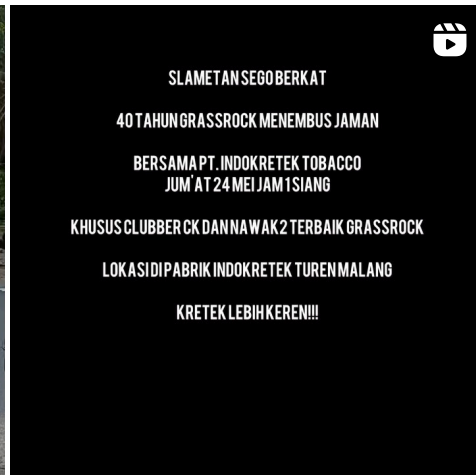 SLAMETAN SEGO BERKAT
40 TAHUN GRASSROCK MENEMBUS JAMAN
BERSAMA PT. INDOKRETEK TOBACCO
JUM'AT 24 MEI JAM 1 SIANG
KHUSUS CLUBBER CK DAN NAWAK2 TERBAIK GRASSROCK
LOKASI DI PABRIK INDOKRETEK TUREN MALANG
KRETEK LEBIH KEREN!!!